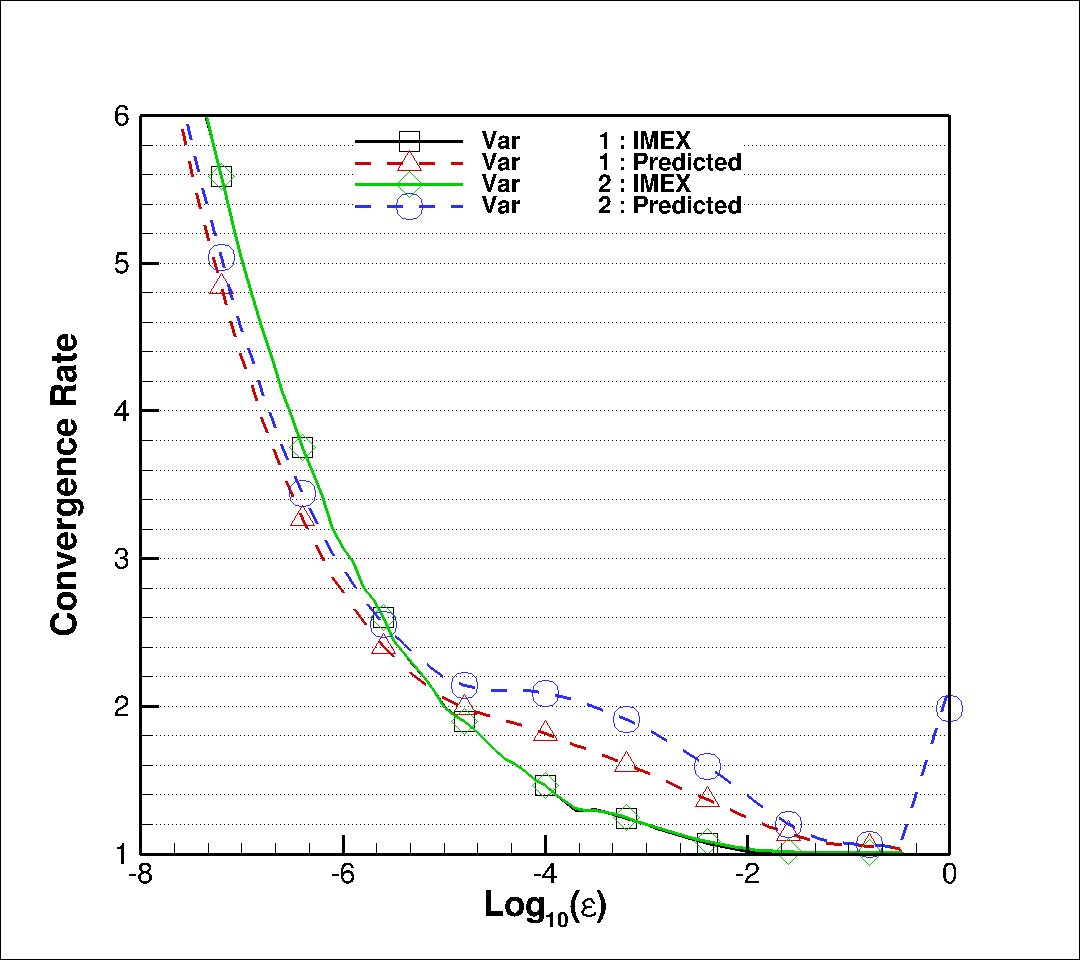 6
Var 1 : IMEX
Var 1 : Predicted
Var 2 : IMEX
Var 2 : Predicted
5
4
3
2
1
Convergence Rate
-8 -6 -4 -2 0
Log10(ε)